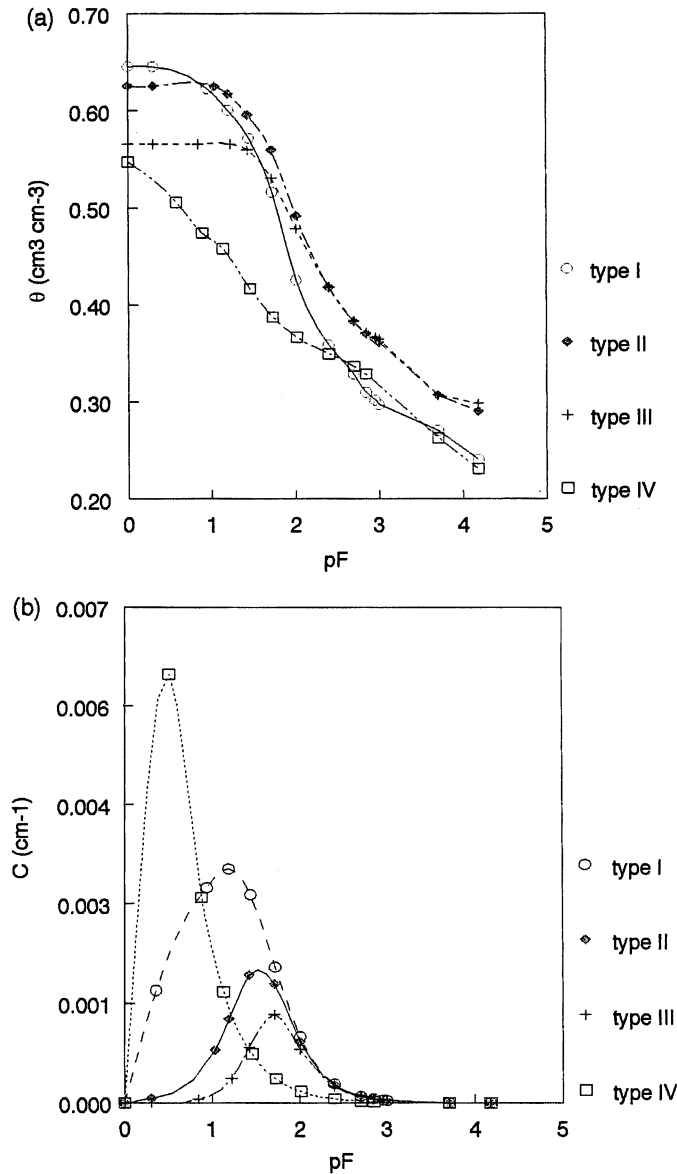 (a)
0.70
0.60
0.50
0.40
0.30
0.20
θ (cm3 cm-3)
0 1 2 3 4 5
pF
type I
type II
type III
type IV
(b)
0.007
0.006
0.004
0.003
0.001
0.000
C (cm-1)
0 1 2 3 4 5
pF
type I
type II
type III
type IV